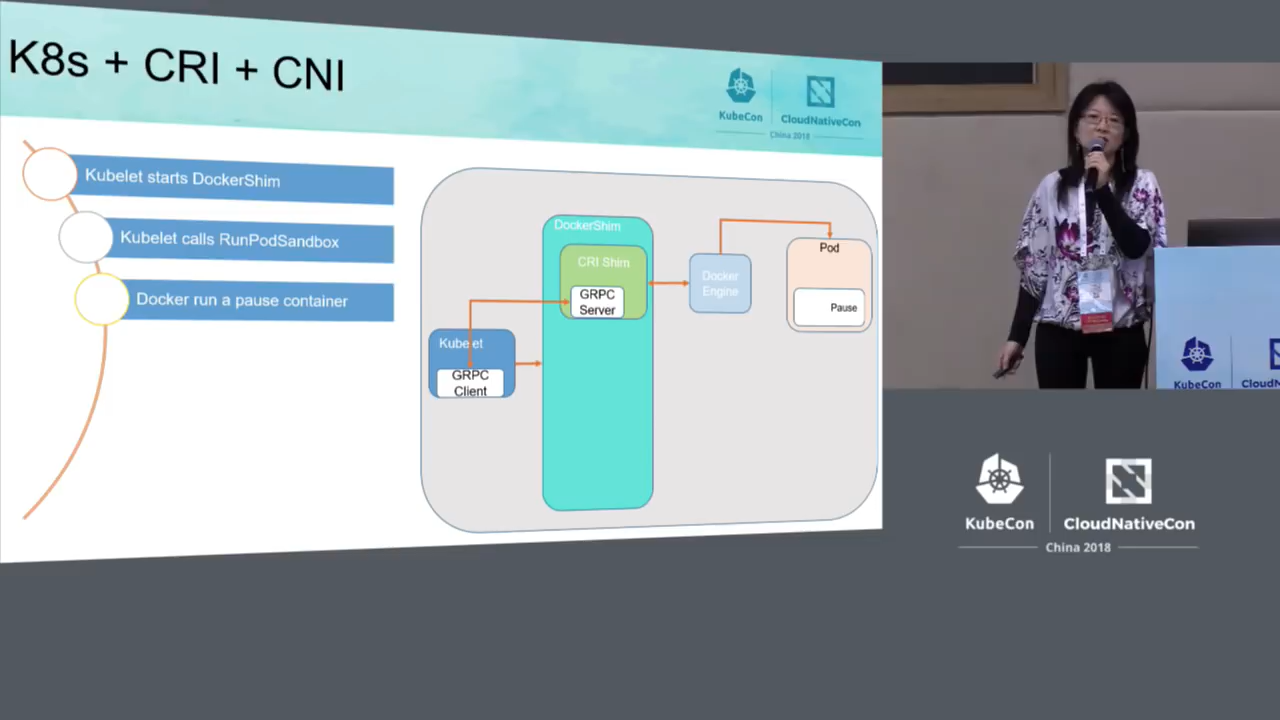 K8s + CRI + CNI
KubeCon
CloudNativeCon
China 2018
Kubelet starts DockerShim
Kubelet calls RunPodSandbox
Docker run a pause container
DockerShim
CRI Shim
GRPC
Server
Kubelet
GRPC
Client
Docker
Engine
Pod
Pause
KubeCon
KubeCon
CloudNativeCon
China 2018